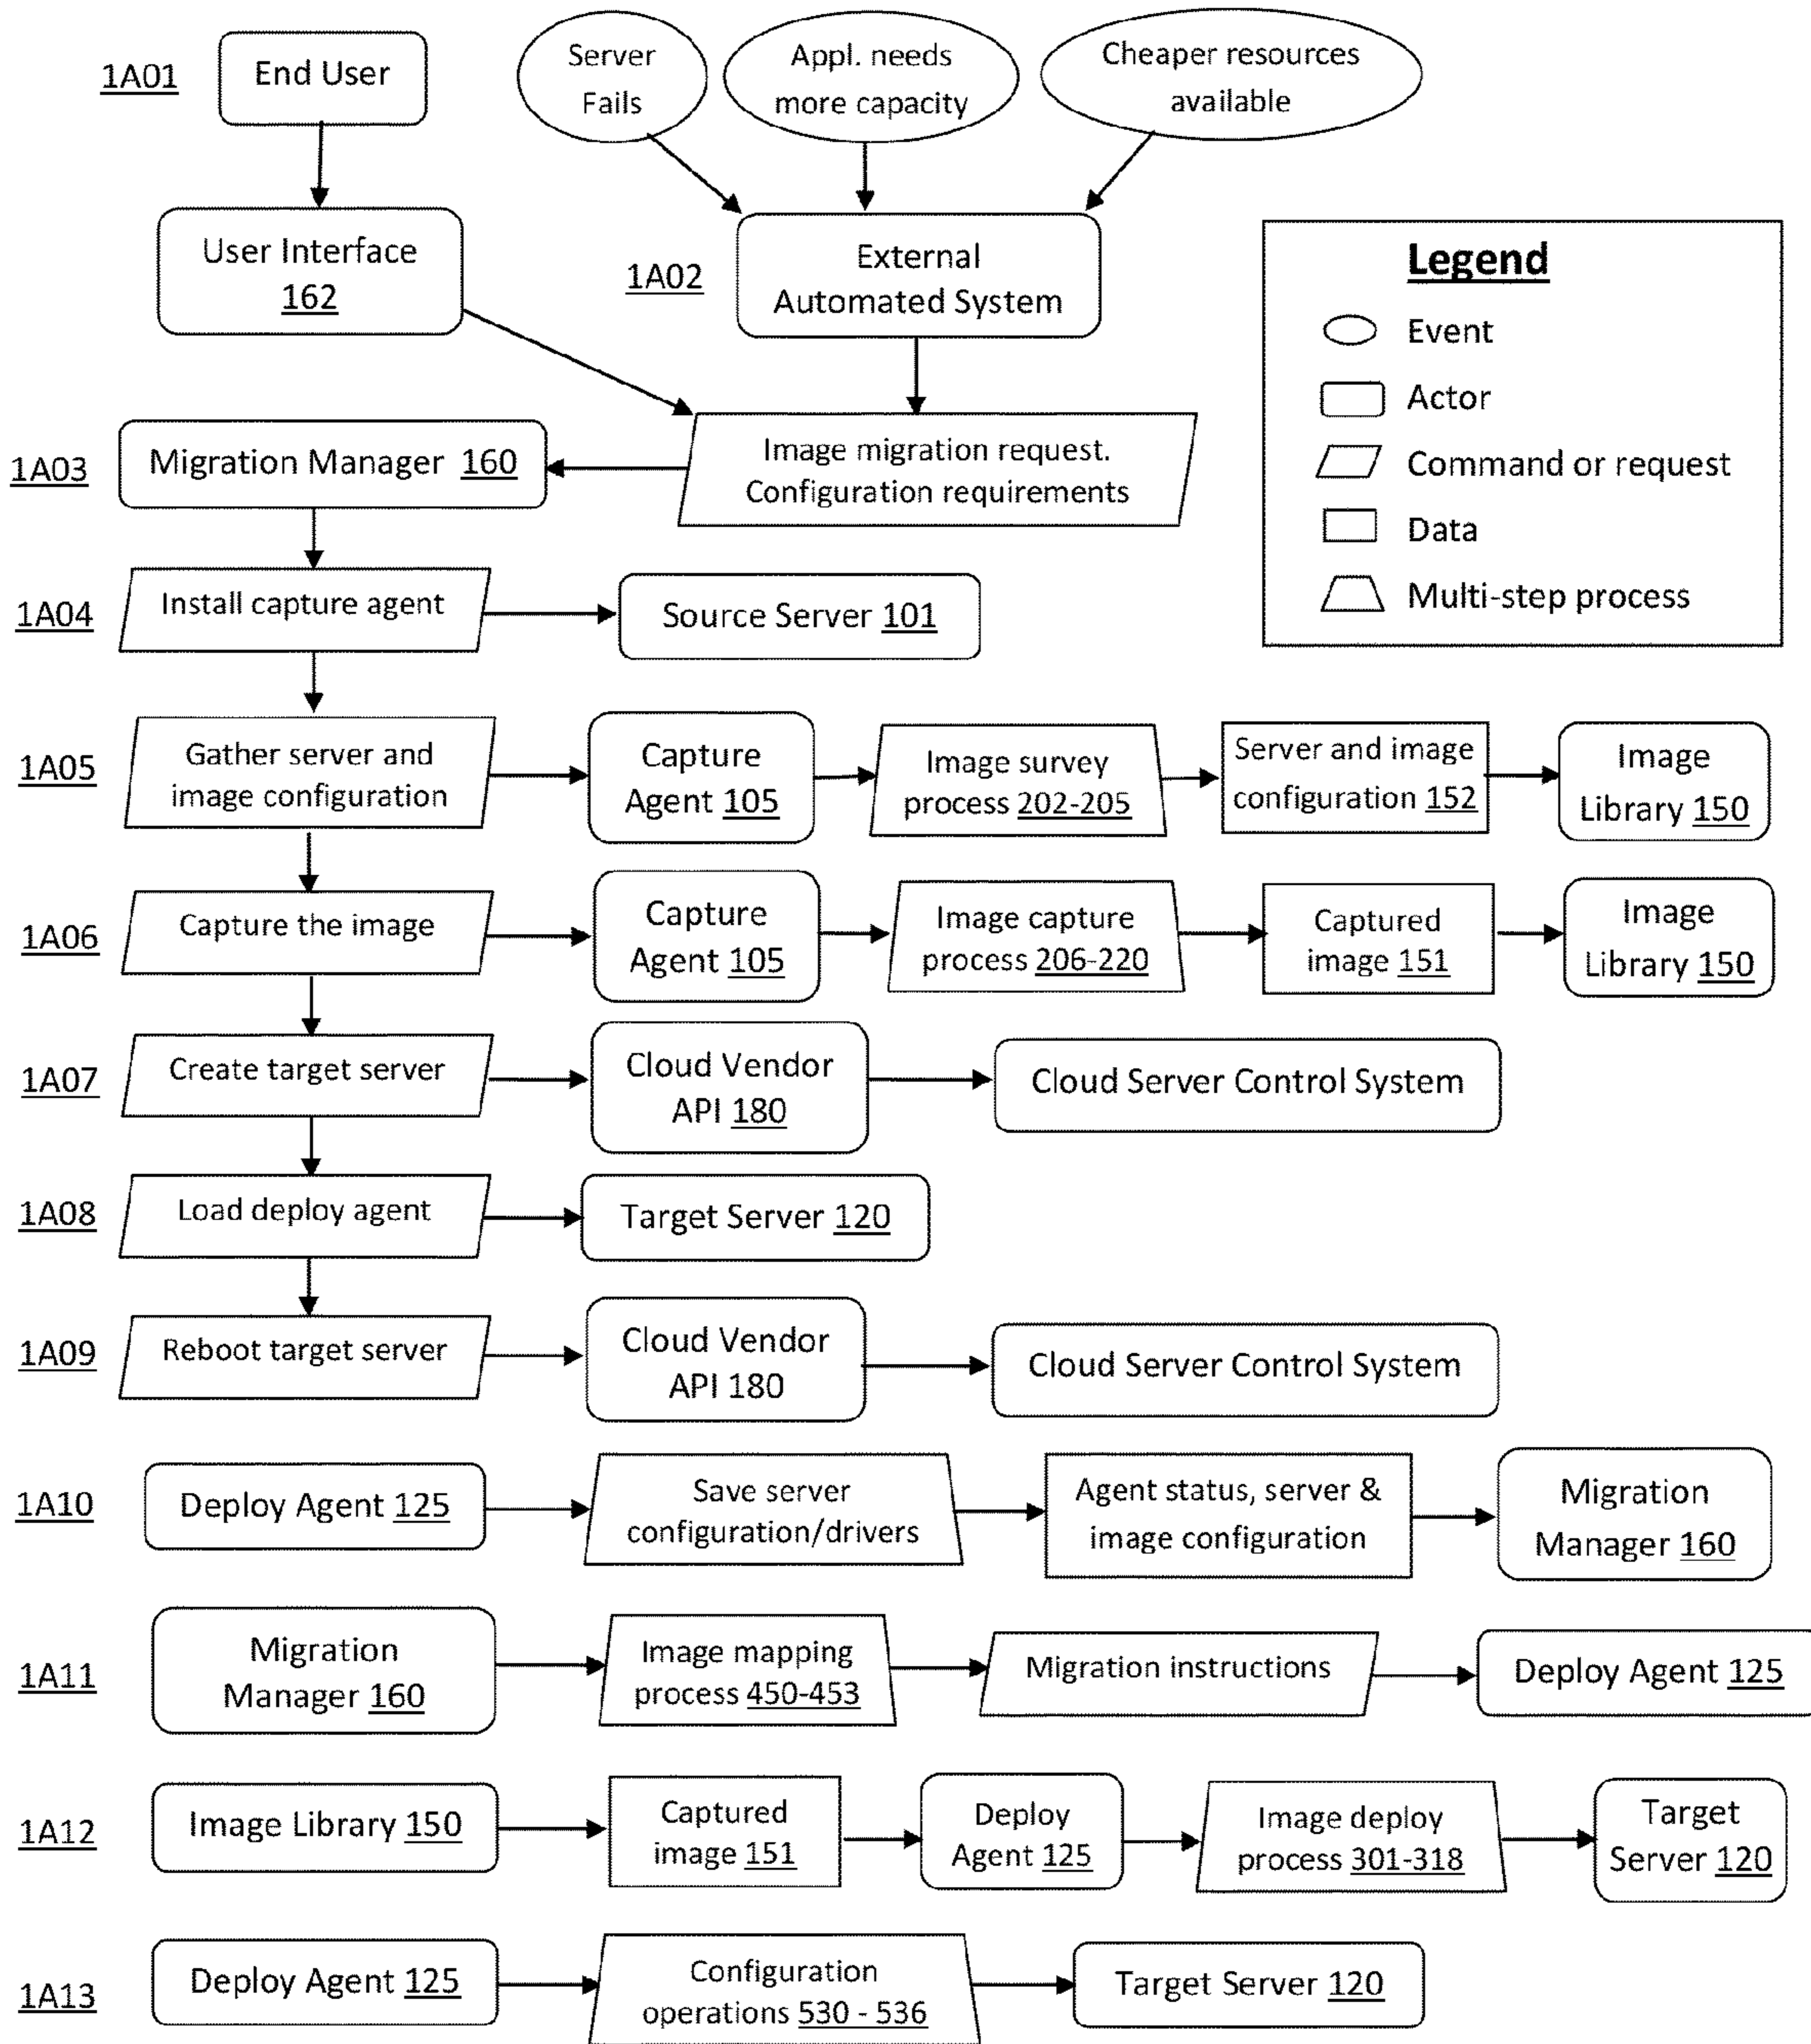 1A01
End User
Server
Fails
Appl. needs
more capacity
Cheaper resources
available
User Interface
162
1A02
External
Automated System
Legend
Event
Actor
Command or request
Data
Multi-step process
1A03
Migration Manager 160
Image migration request.
Configuration requirements
1A04
Install capture agent
Source Server 101
1A05
Gather server and
image configuration
Capture
Agent 105
Image survey
process 202-205
Server and image
configuration 152
Image
Library 150
1A06
Capture the image
Capture
Agent 105
Image capture
process 206-220
Captured
image 151
Image
Library 150
1A07
Create target server
Cloud Vendor
API 180
Cloud Server Control System
1A08
Load deploy agent
Target Server 120
1A09
Reboot target server
Cloud Vendor
API 180
Cloud Server Control System
1A10
Deploy Agent 125
Save server
configuration/drivers
Agent status, server &
image configuration
Migration
Manager 160
1A11
Migration
Manager 160
Image mapping
process 450-453
Migration instructions
Deploy Agent 125
1A12
Image Library 150
Captured
image 151
Deploy
Agent 125
Image deploy
process 301-318
Target
Server 120
1A13
Deploy Agent 125
Configuration
operations 530 - 536
Target Server 120